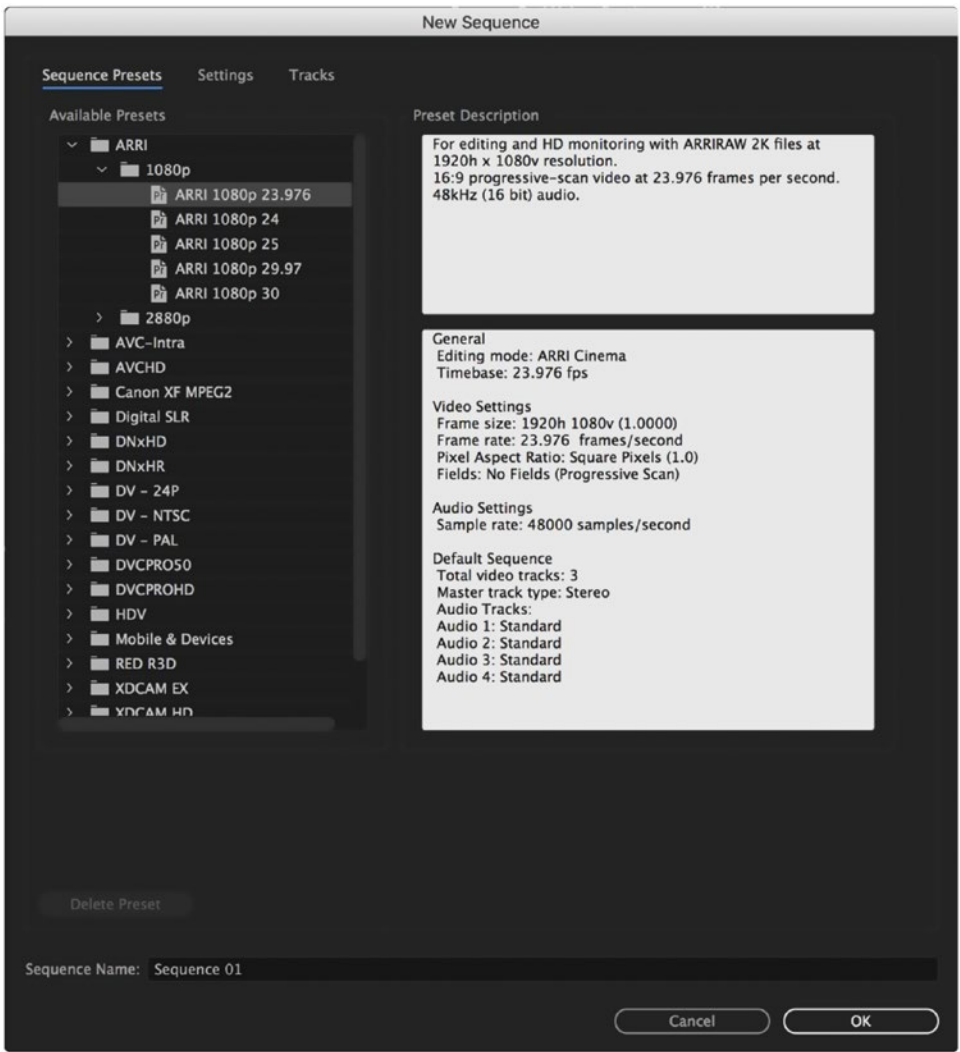 New Sequence
Sequence Presets Settings Tracks
Available Presets
ARRI
1080p
ARRI 1080p 23.976
ARRI 1080p 24
ARRI 1080p 25
ARRI 1080p 29.97
ARRI 1080p 30
2880p
AVC-Intra
AVCHD
Canon XF MPEG2
Digital SLR
DNxHD
DNxHR
DV - 24P
DV - NTSC
DV - PAL
DVCPRO50
DVCPROHD
HDV
Mobile & Devices
RED R3D
XDCAM EX
XDCAM HD
Preset Description
For editing and HD monitoring with ARRIRAW 2K files at
1920h x 1080v resolution.
16:9 progressive-scan video at 23.976 frames per second.
48kHz (16 bit) audio.
General
Editing mode: ARRI Cinema
Timebase: 23.976 fps
Video Settings
Frame size: 1920h 1080v (1.0000)
Frame rate: 23.976 frames/second
Pixel Aspect Ratio: Square Pixels (1.0)
Fields: No Fields (Progressive Scan)
Audio Settings
Sample rate: 48000 samples/second
Default Sequence
Total video tracks: 3
Master track type: Stereo
Audio Tracks:
Audio 1: Standard
Audio 2: Standard
Audio 3: Standard
Audio 4: Standard
Delete Preset
Sequence Name: Sequence 01
Cancel OK